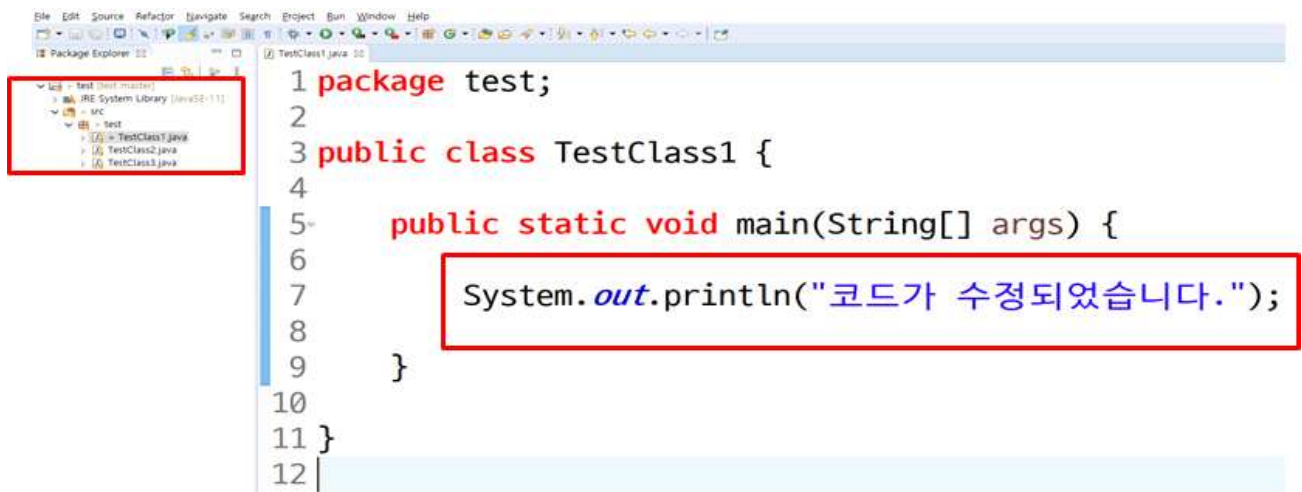 File Edit Source Refactor Navigate Search Project Run Window Help
Package Explorer
TestClass1.java
> test [test master]
JRE System Library [JavaSE-11]
> src
> test
> TestClass1.java
TestClass2.java
TestClass3.java
1 package test;
2
3 public class TestClass1 {
4
5 public static void main(String[] args) {
6
7 System.out.println("코드가 수정되었습니다.");
8
9 }
10
11 }
12